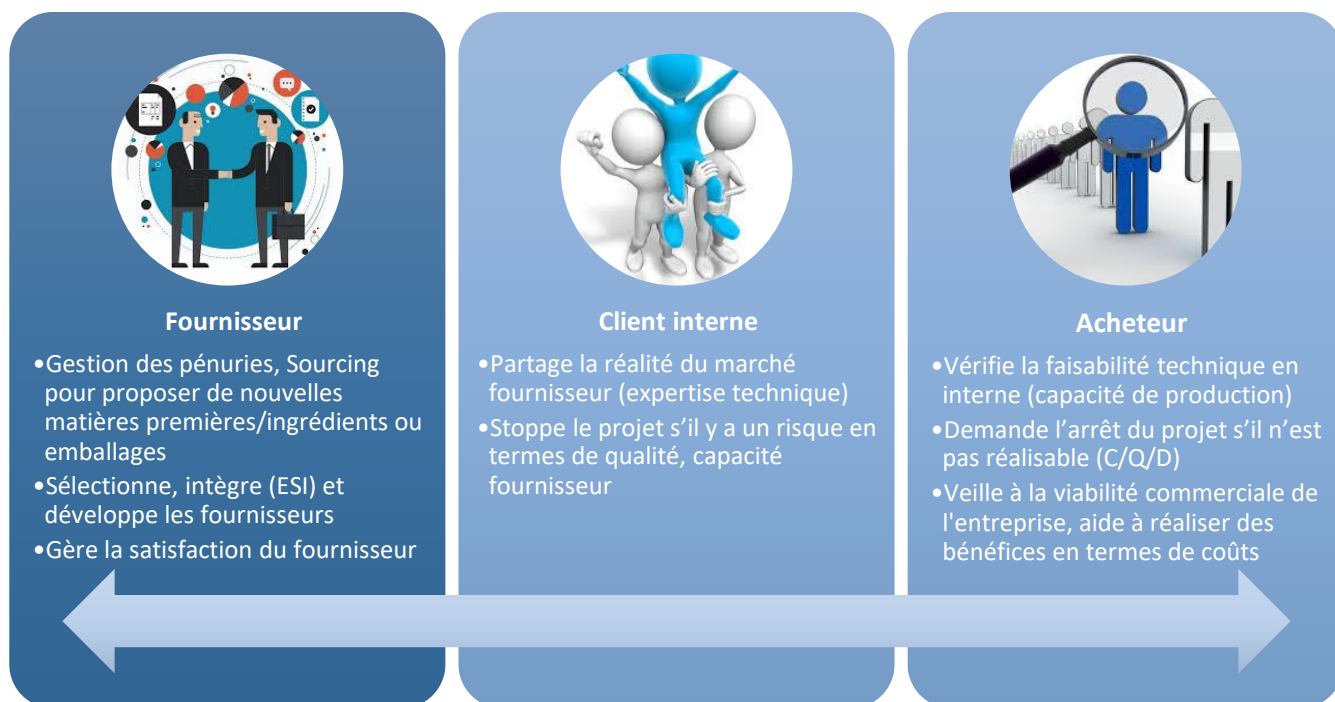 Fournisseur
•Gestion des pénuries, Sourcing
pour proposer de nouvelles
matières premières/ingrédients ou
emballages
•Sélectionne, intègre (ESI) et
développe les fournisseurs
•Gère la satisfaction du fournisseur
Client interne
•Partage la réalité du marché
fournisseur (expertise technique)
•Stoppe le projet s’il y a un risque en
termes de qualité, capacité
fournisseur
Acheteur
•Vérifie la faisabilité technique en
interne (capacité de production)
•Demande l’arrêt du projet s’il n’est
pas réalisable (C/Q/D)
•Veille à la viabilité commerciale de
l'entreprise, aide à réaliser des
bénéfices en termes de coûts